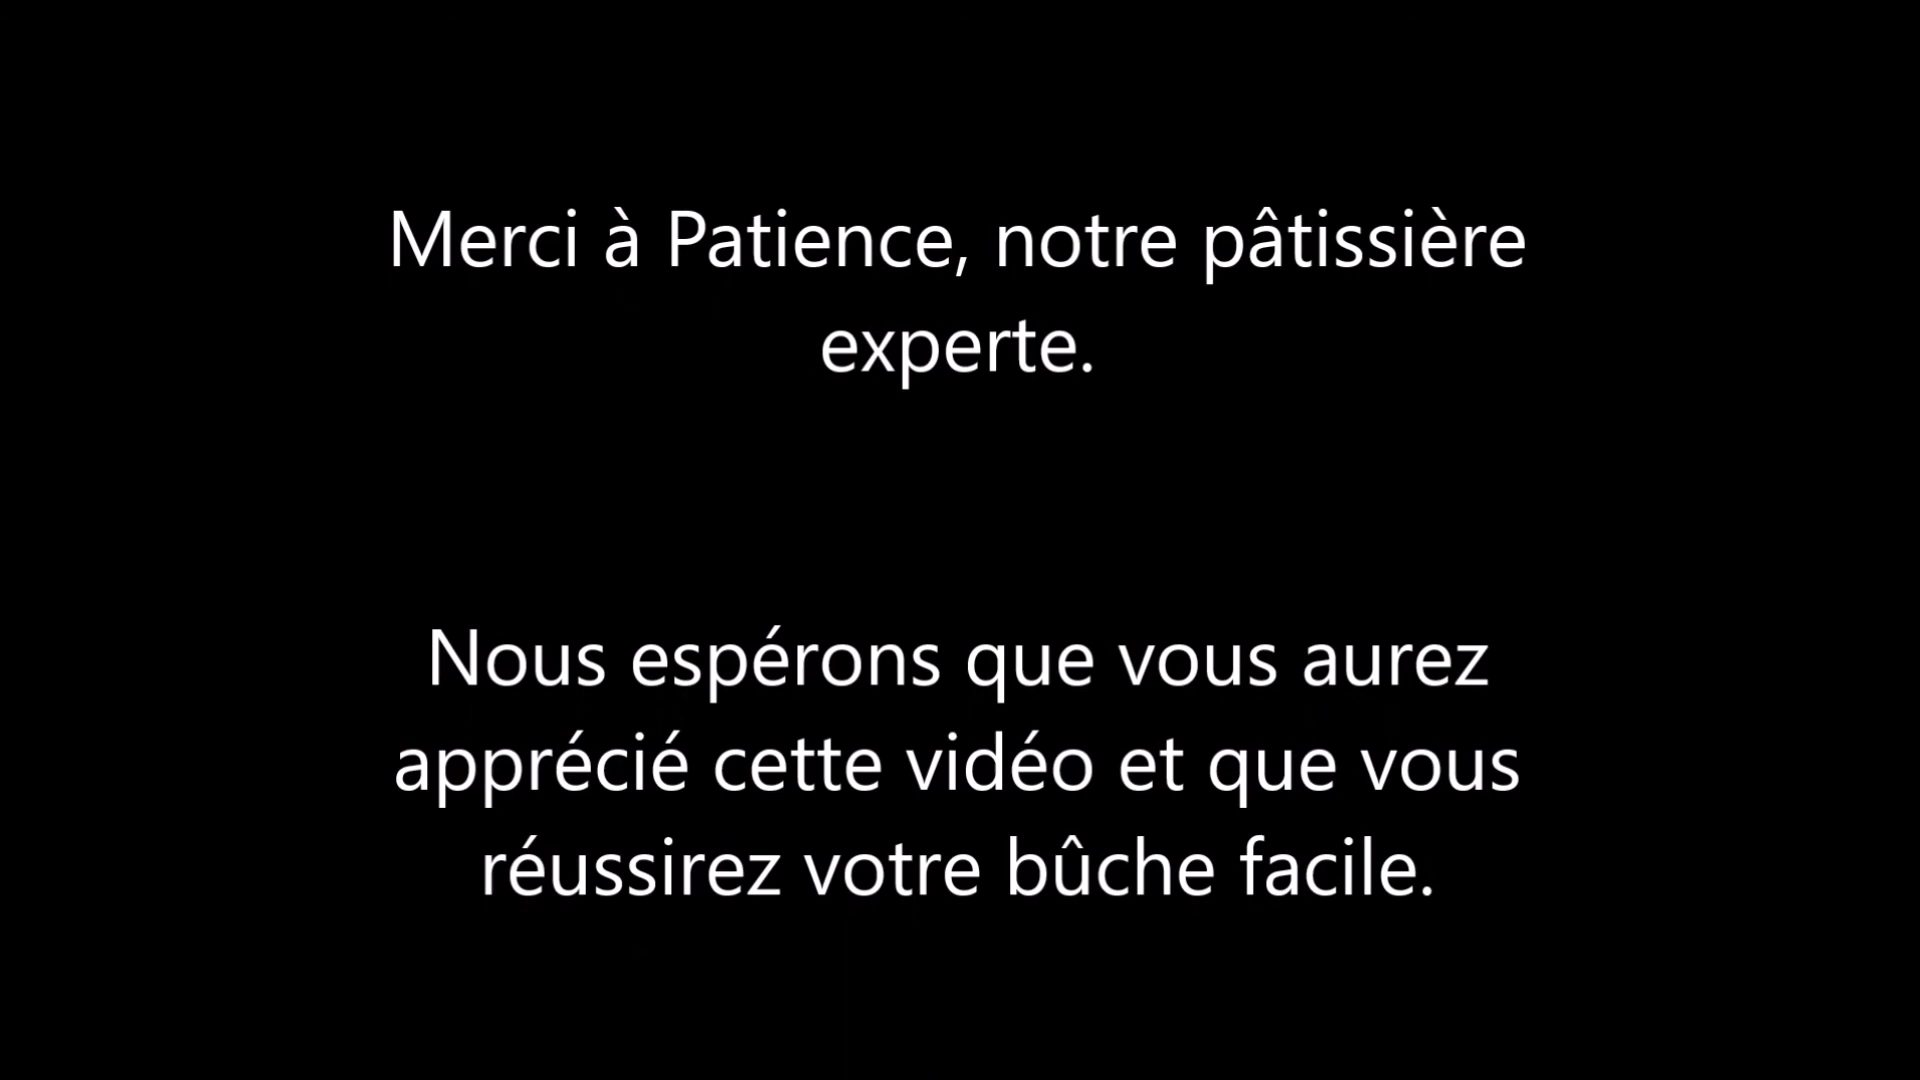 Merci à Patience, notre pâtissière
experte.
Nous espérons que vous aurez
apprécié cette vidéo et que vous
réussirez votre bûche facile.